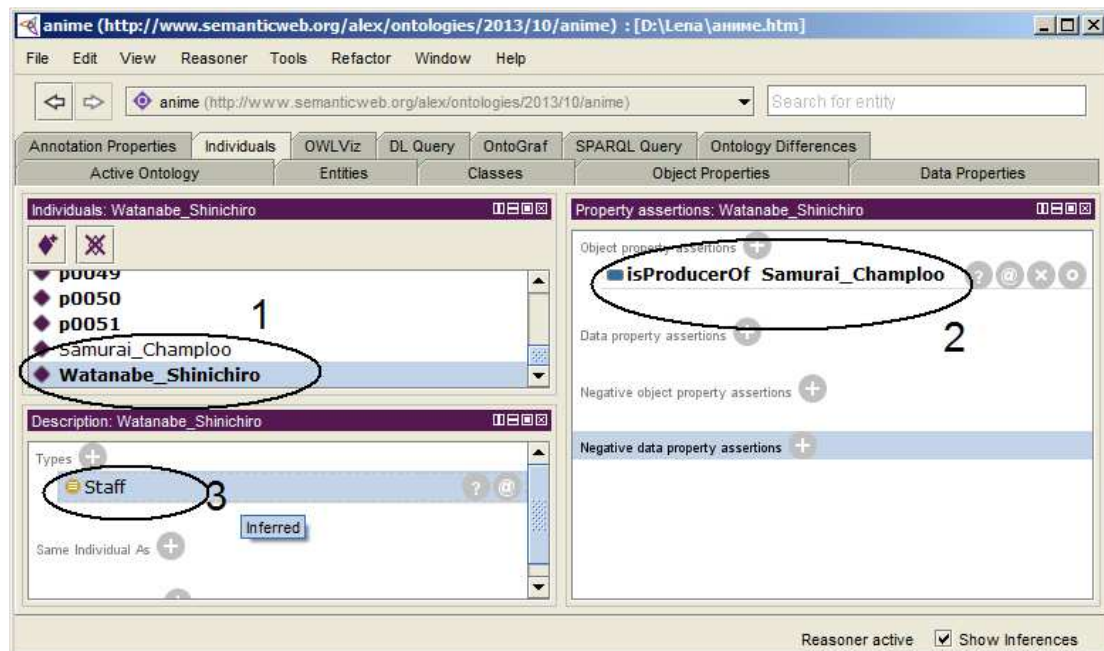 anime (http://www.semanticweb.org/alex/ontologies/2013/10/anime) : [D:\Lena\аниме.htm]
File Edit View Reasoner Tools Refactor Window Help
anime (http://www.semanticweb.org/alex/ontologies/2013/10/anime) Search for entity
Annotation Properties Individuals OWLViz DL Query OntoGraf SPARQL Query Ontology Differences
Active Ontology Entities Classes Object Properties Data Properties
Individuals: Watanabe_Shinichiro
p0049
p0050
p0051
1
Samurai_Champloo
Watanabe_Shinichiro
Description: Watanabe_Shinichiro
Types
Staff
3
Inferred
Same Individual As
Property assertions: Watanabe_Shinichiro
Object property assertions
isProducerOf Samurai_Champloo
2
Data property assertions
Negative object property assertions
Negative data property assertions
Reasoner active Show Inferences